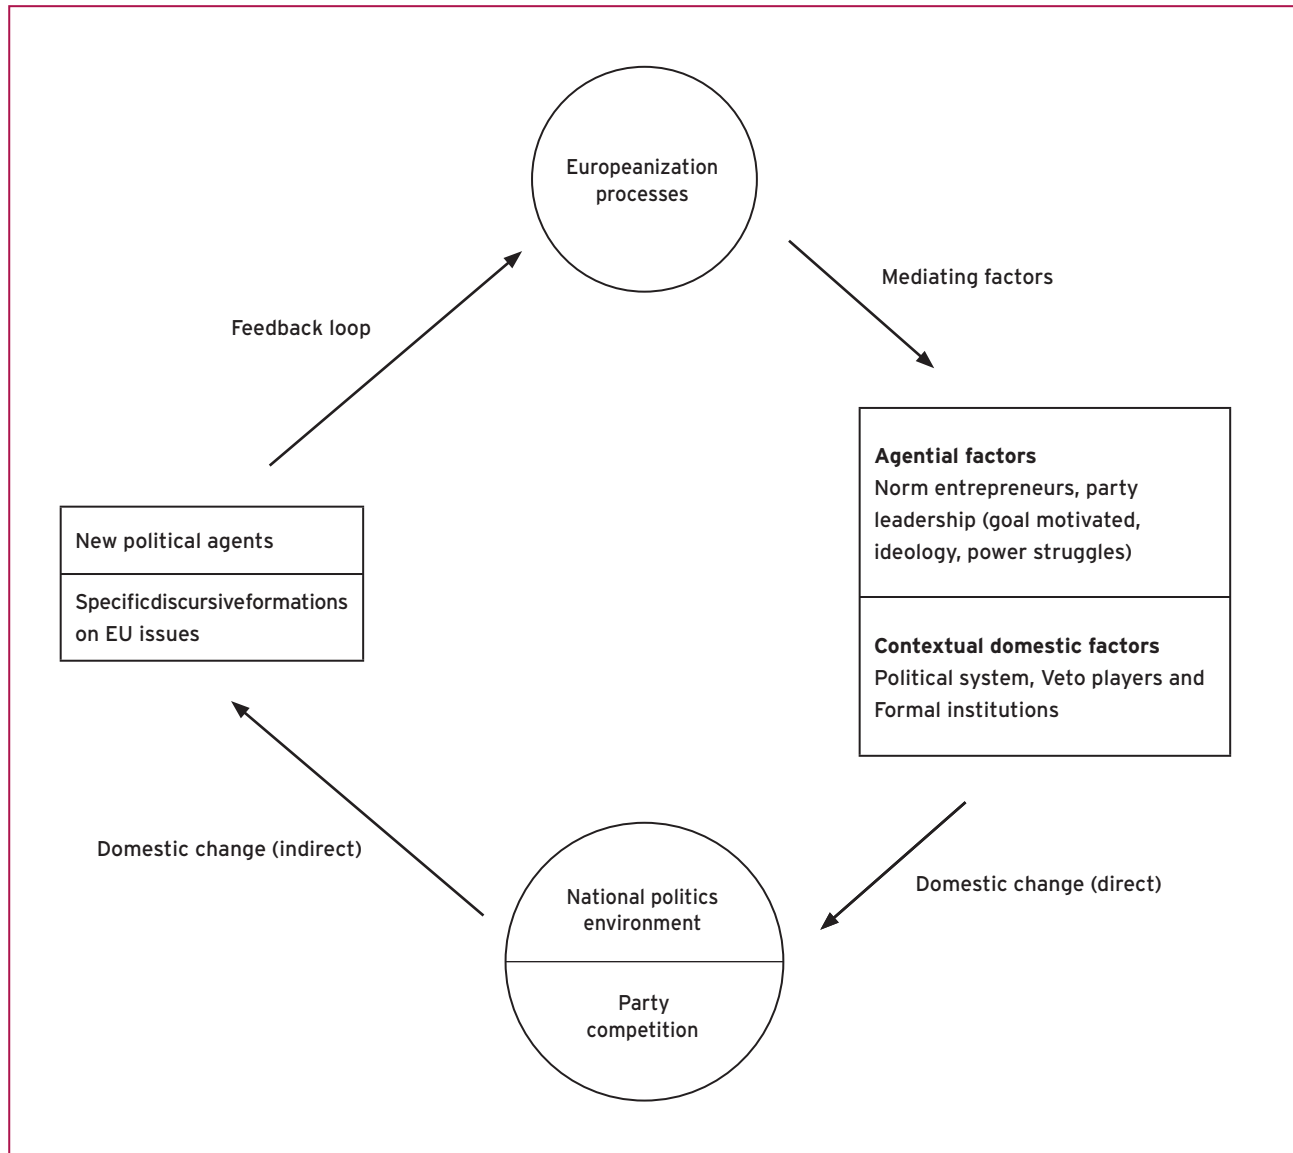 Europeanization
processes
Mediating factors
Feedback loop
Agential factors
Norm entrepreneurs, party
leadership (goal motivated,
ideology, power struggles)
Contextual domestic factors
Political system, Veto players and
Formal institutions
New political agents
Specificdiscursiveformations
on EU issues
Domestic change (indirect)
Domestic change (direct)
National politics
environment
Party
competition